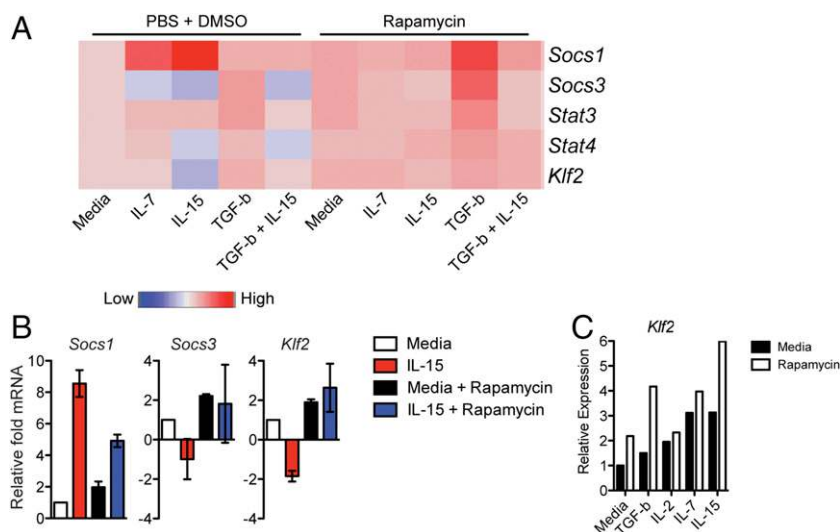 A
PBS + DMSO
Rapamycin
Socs1
Socs3
Stat3
Stat4
Klf2
Media
IL-7
IL-15
TGF-b
TGF-b + IL-15
Media
IL-7
IL-15
TGF-b
TGF-b + IL-15
Low
High
B
Socs1
Socs3
Klf2
Relative fold mRNA
10
8
6
4
2
0
4
2
0
-2
-4
4
2
0
-2
-4
Media
IL-15
Media + Rapamycin
IL-15 + Rapamycin
C
Klf2
Relative Expression
6
5
4
3
2
1
0
Media
TGF-b
IL-2
IL-7
IL-15
Media
Rapamycin